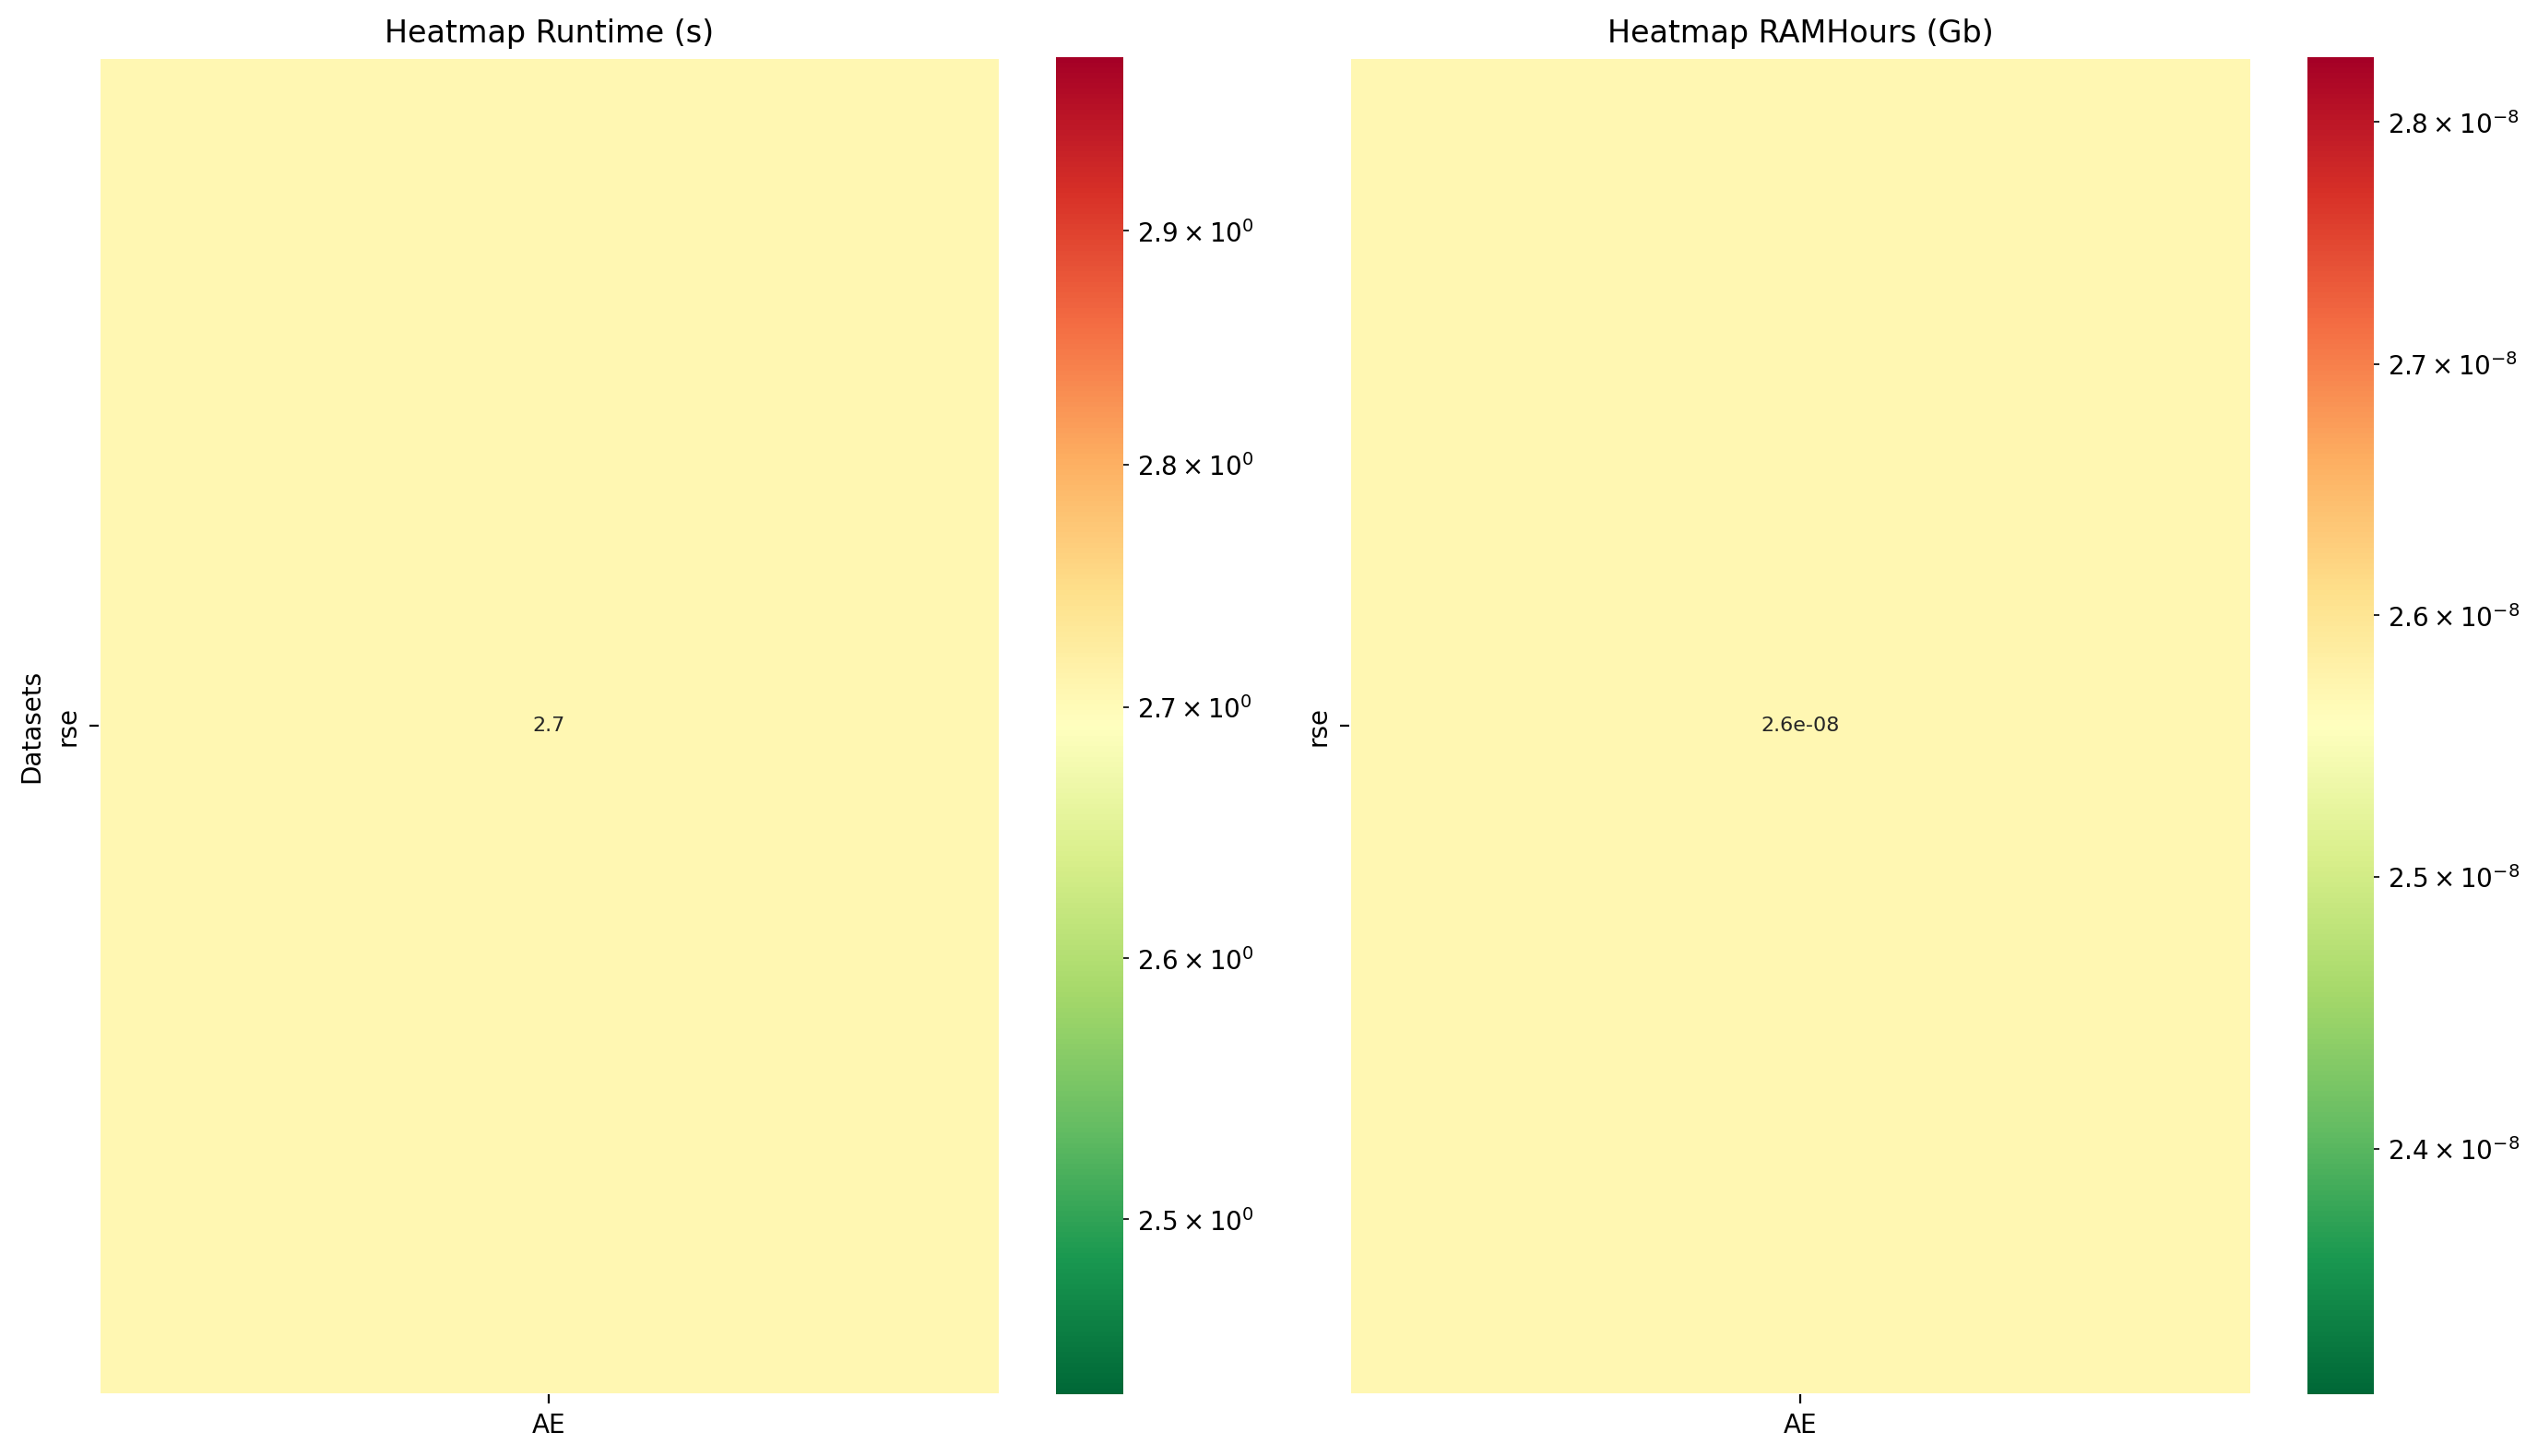 Heatmap Runtime (s)
Datasets
rse
2.7
AE
2.9 × 10⁰
2.8 × 10⁰
2.7 × 10⁰
2.6 × 10⁰
2.5 × 10⁰
Heatmap RAMHours (Gb)
rse
2.6e-08
AE
2.8 × 10⁻⁸
2.7 × 10⁻⁸
2.6 × 10⁻⁸
2.5 × 10⁻⁸
2.4 × 10⁻⁸